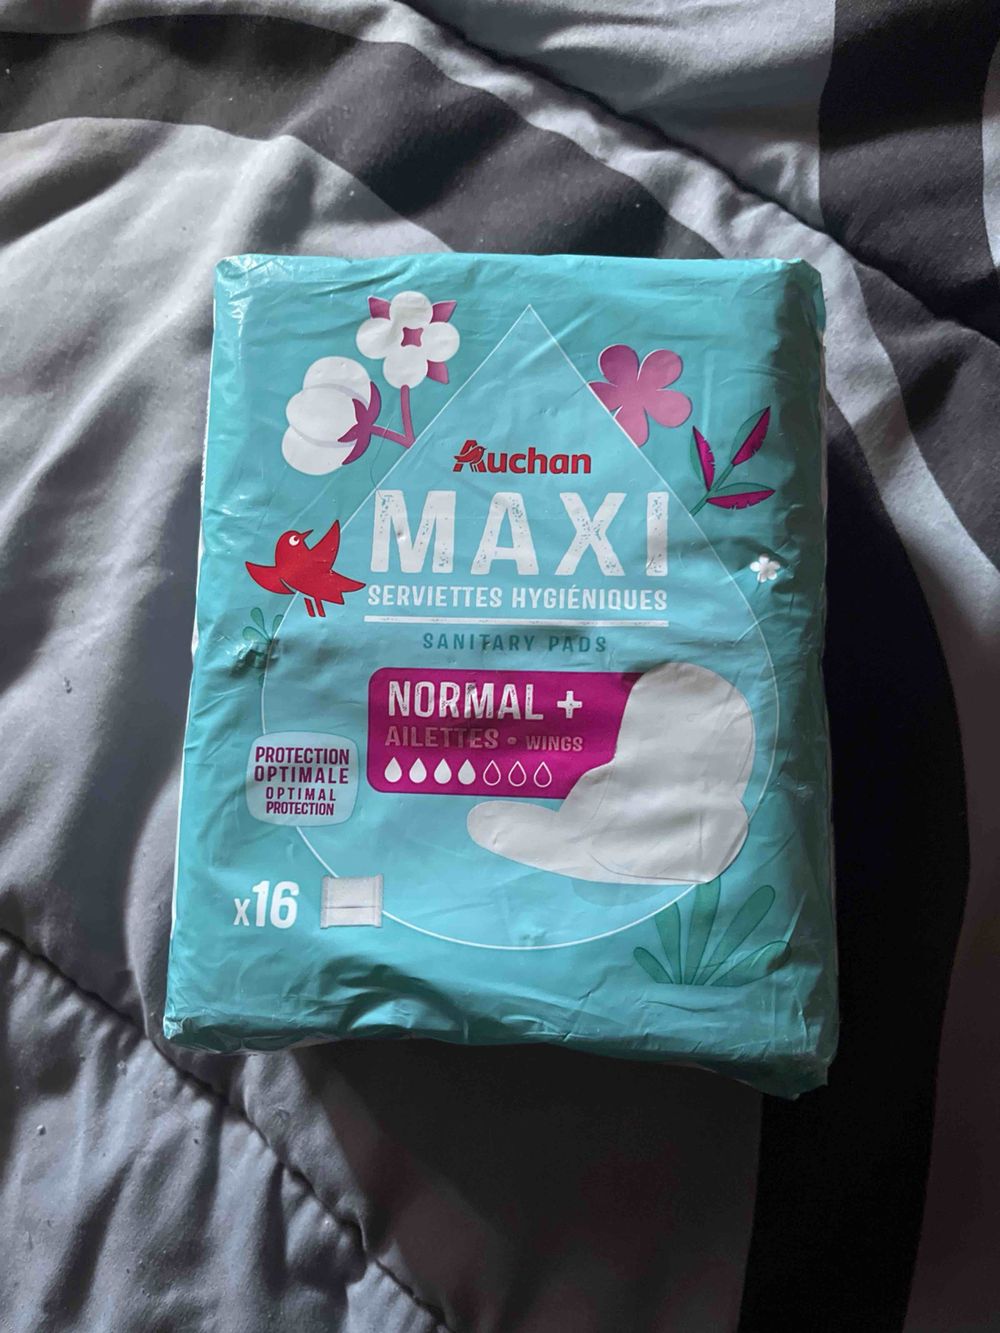 Auchan
MAXI
SERVIETTES HYGIÉNIQUES
SANITARY PADS
NORMAL +
AILETTES • WINGS
PROTECTION
OPTIMALE
OPTIMAL
PROTECTION
x16